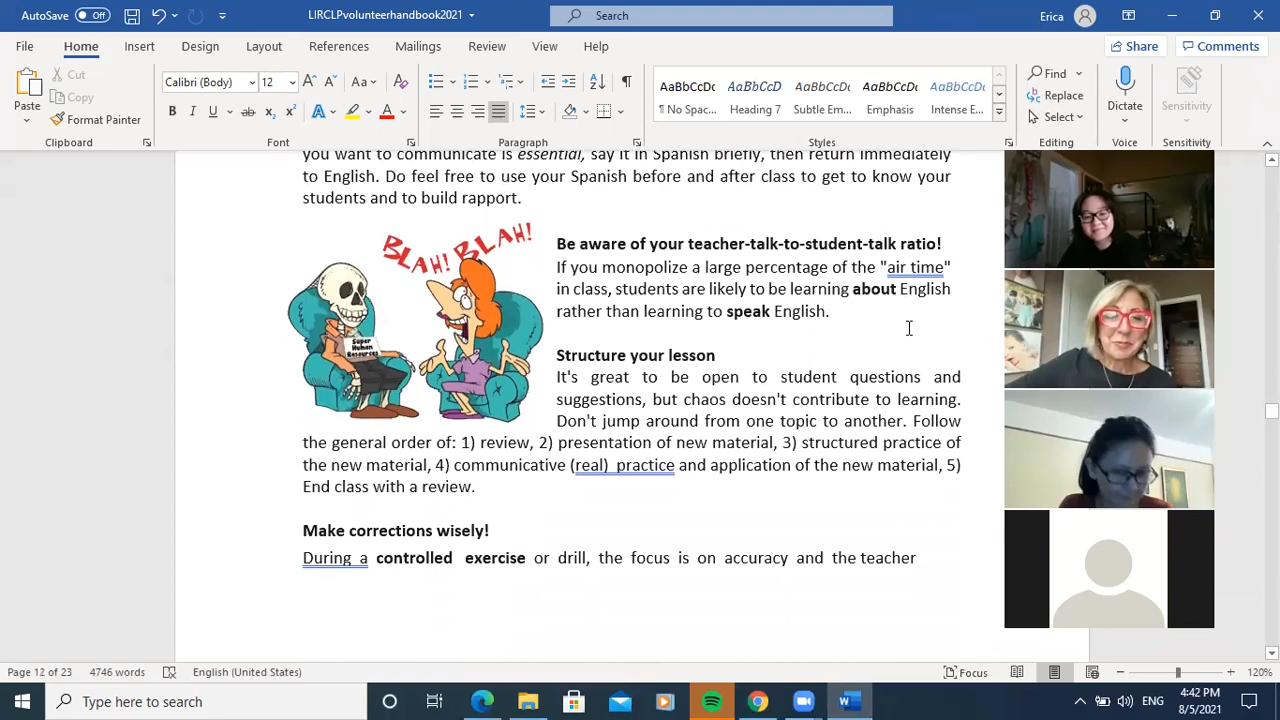 AutoSave Off LIRCLPvolunteerhandbook2021 Search Erica
File Home Insert Design Layout References Mailings Review View Help Share Comments
Paste Cut Copy Format Painter
Calibri (Body) 12
AaBbCcDc AaBbCcD AaBbCcDc AaBbCcDc AaBbCcDc
¶ No Spac... Heading 7 Subtle Em... Emphasis Intense E...
Find Replace Select Dictate Sensitivity
Clipboard Font Paragraph Styles Editing Voice Sensitivity
you want to communicate is essential, say it in Spanish briefly, then return immediately
to English. Do feel free to use your Spanish before and after class to get to know your
students and to build rapport.
BLAH! BLAH!
Super Human Resources
Be aware of your teacher-talk-to-student-talk ratio!
If you monopolize a large percentage of the "air time"
in class, students are likely to be learning about English
rather than learning to speak English.
Structure your lesson
It's great to be open to student questions and
suggestions, but chaos doesn't contribute to learning.
Don't jump around from one topic to another. Follow
the general order of: 1) review, 2) presentation of new material, 3) structured practice of
the new material, 4) communicative (real) practice and application of the new material, 5)
End class with a review.
Make corrections wisely!
During a controlled exercise or drill, the focus is on accuracy and the teacher
Page 12 of 23 4746 words English (United States) Focus 120%
Type here to search ENG 4:42 PM
8/5/2021